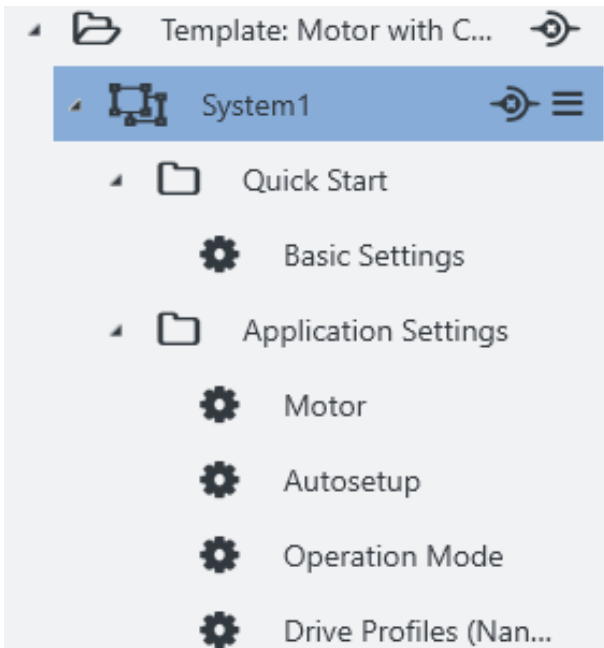 Template: Motor with C...
System1
Quick Start
Basic Settings
Application Settings
Motor
Autosetup
Operation Mode
Drive Profiles (Nan...